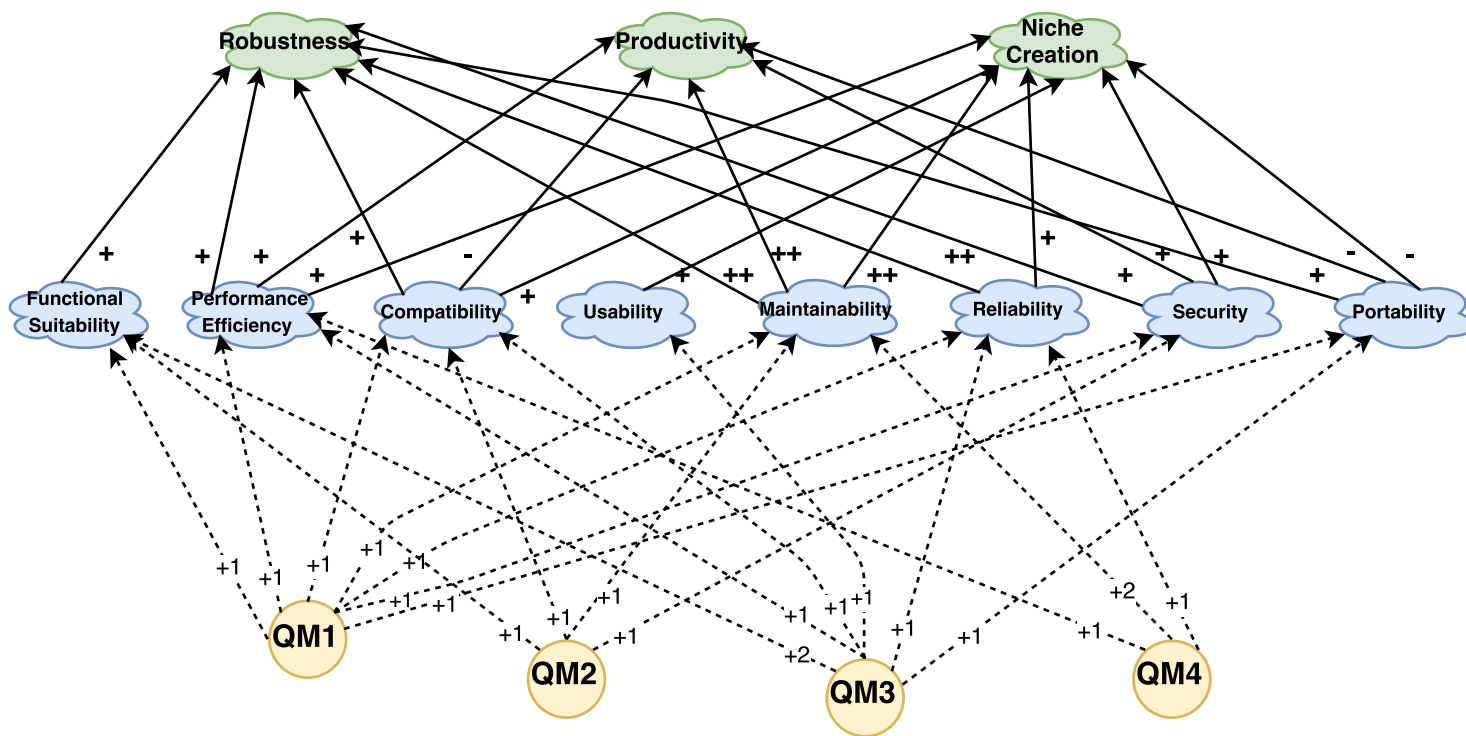 Robustness
Productivity
Niche
Creation
+
+
+
+
+
-
+
+
++
++
++
++
+
+
+
+
+
-
-
Functional
Suitability
Performance
Efficiency
Compatibility
Usability
Maintainability
Reliability
Security
Portability
+1
+1
+1
+1
+1
+1
+1
+1
+1
+1
+1
+2
+1
+1
+1
+1
+1
+1
+2
+1
QM1
QM2
QM3
QM4